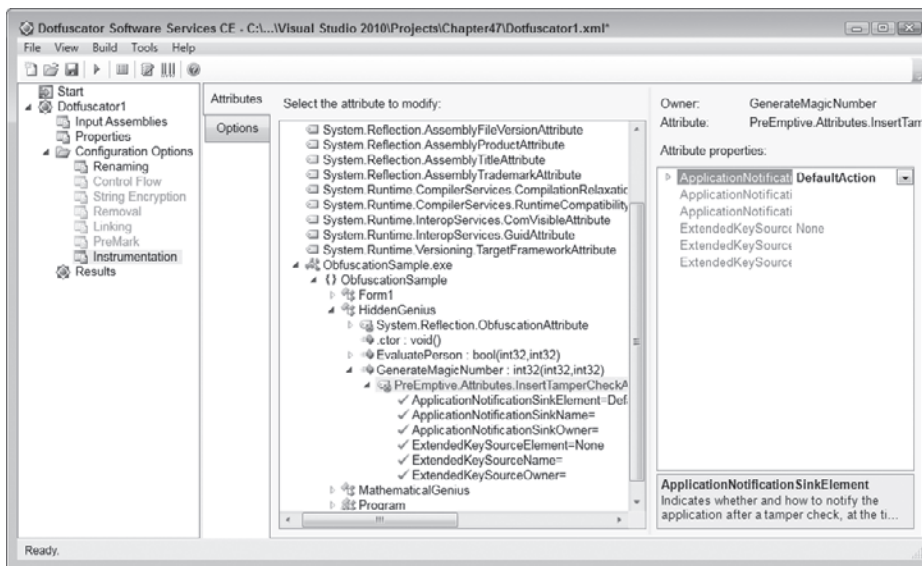 Dotfuscator Software Services CE - C:\...\Visual Studio 2010\Projects\Chapter47\Dotfuscator1.xml*
File View Build Tools Help
Start
Dotfuscator1
Input Assemblies
Properties
Configuration Options
Renaming
Control Flow
String Encryption
Removal
Linking
PreMark
Instrumentation
Results
Attributes
Options
Select the attribute to modify:
System.Reflection.AssemblyFileVersionAttribute
System.Reflection.AssemblyProductAttribute
System.Reflection.AssemblyTitleAttribute
System.Reflection.AssemblyTrademarkAttribute
System.Runtime.CompilerServices.CompilationRelaxatic
System.Runtime.CompilerServices.RuntimeCompatibility
System.Runtime.InteropServices.ComVisibleAttribute
System.Runtime.InteropServices.GuidAttribute
System.Runtime.Versioning.TargetFrameworkAttribute
ObfuscationSample.exe
{} ObfuscationSample
Form1
HiddenGenius
System.Reflection.ObfuscationAttribute
.ctor : void()
EvaluatePerson : bool(int32,int32)
GenerateMagicNumber : int32(int32,int32)
PreEmptive.Attributes.InsertTamperCheckA
ApplicationNotificationSinkElement=Defa
ApplicationNotificationSinkName=
ApplicationNotificationSinkOwner=
ExtendedKeySourceElement=None
ExtendedKeySourceName=
ExtendedKeySourceOwner=
MathematicalGenius
Program
Owner: GenerateMagicNumber
Attribute: PreEmptive.Attributes.InsertTam
Attribute properties:
ApplicationNotificati DefaultAction
ApplicationNotificati
ApplicationNotificati
ExtendedKeySource None
ExtendedKeySource
ExtendedKeySource
ApplicationNotificationSinkElement
Indicates whether and how to notify the
application after a tamper check, at the ti...
Ready.